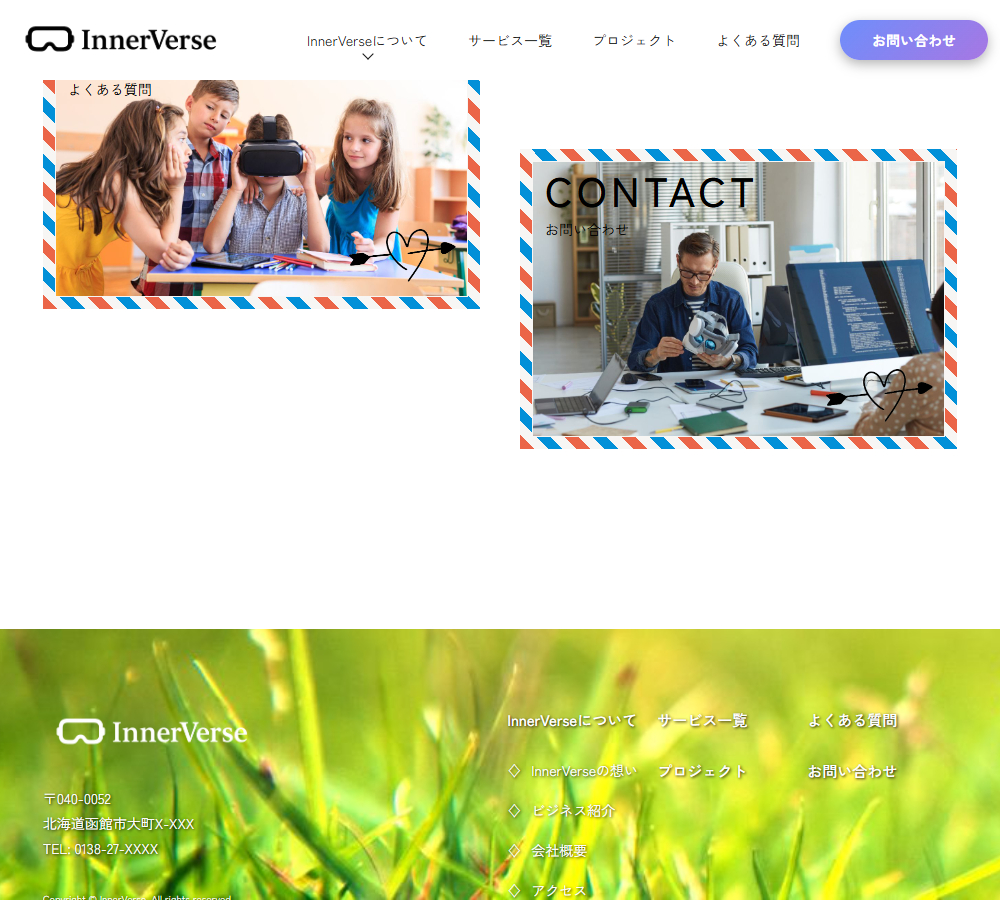 InnerVerse
InnerVerseについて
サービス一覧
プロジェクト
よくある質問
お問い合わせ
よくある質問
CONTACT
お問い合わせ
InnerVerse
〒040-0052
北海道函館市大町X-XXX
TEL: 0138-27-XXXX
Copyright © InnerVerse. All rights reserved.
InnerVerseについて
◇ InnerVerseの想い
◇ ビジネス紹介
◇ 会社概要
◇ アクセス
サービス一覧
プロジェクト
よくある質問
お問い合わせ